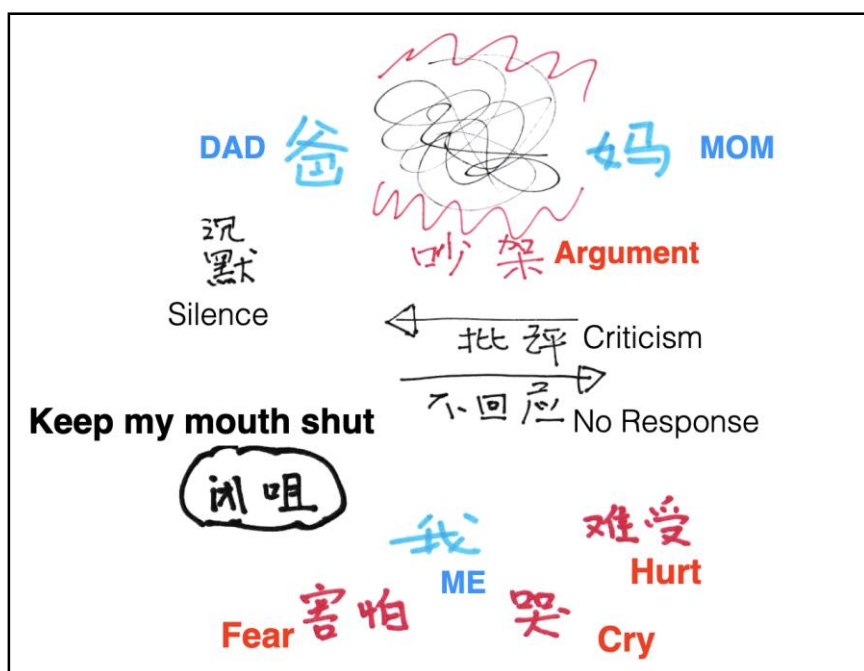 DAD 爸 妈 MOM
沉
默
吵架 Argument
Silence
批评 Criticism
不回应 No Response
Keep my mouth shut
闭咀
我
难受
ME
Hurt
害怕
哭
Fear
Cry